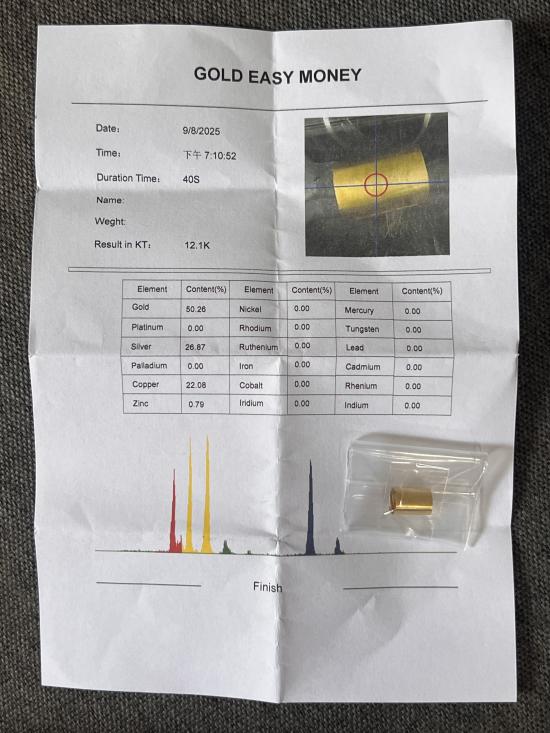 GOLD EASY MONEY
Date: 9/8/2025
Time: 下午 7:10:52
Duration Time: 40S
Name:
Weght:
Result in KT: 12.1K
Element Content(%) Element Content(%) Element Content(%)
Gold 50.26 Nickel 0.00 Mercury 0.00
Platinum 0.00 Rhodium 0.00 Tungsten 0.00
Silver 26.87 Ruthenium 0.00 Lead 0.00
Palladium 0.00 Iron 0.00 Cadmium 0.00
Copper 22.08 Cobalt 0.00 Rhenium 0.00
Zinc 0.79 Iridium 0.00 Indium 0.00
Finish